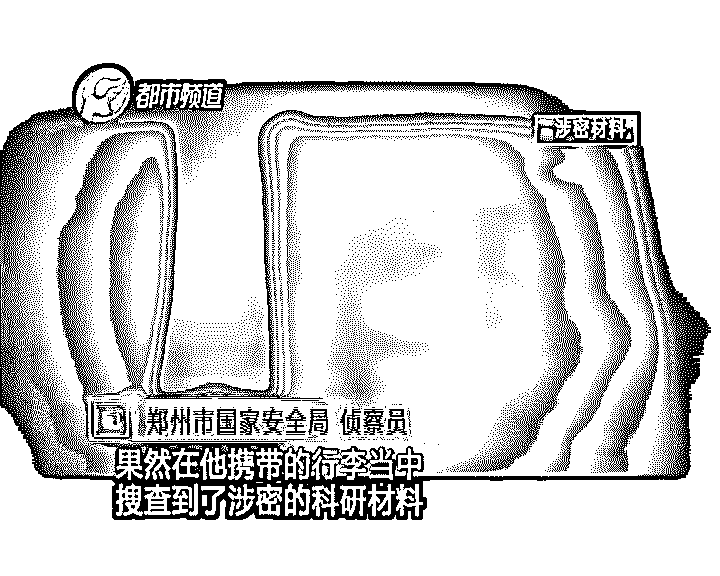 都市频道
涉密材料
郑州市国家安全局 侦察员
果然在他携带的行李当中
搜查到了涉密的科研材料